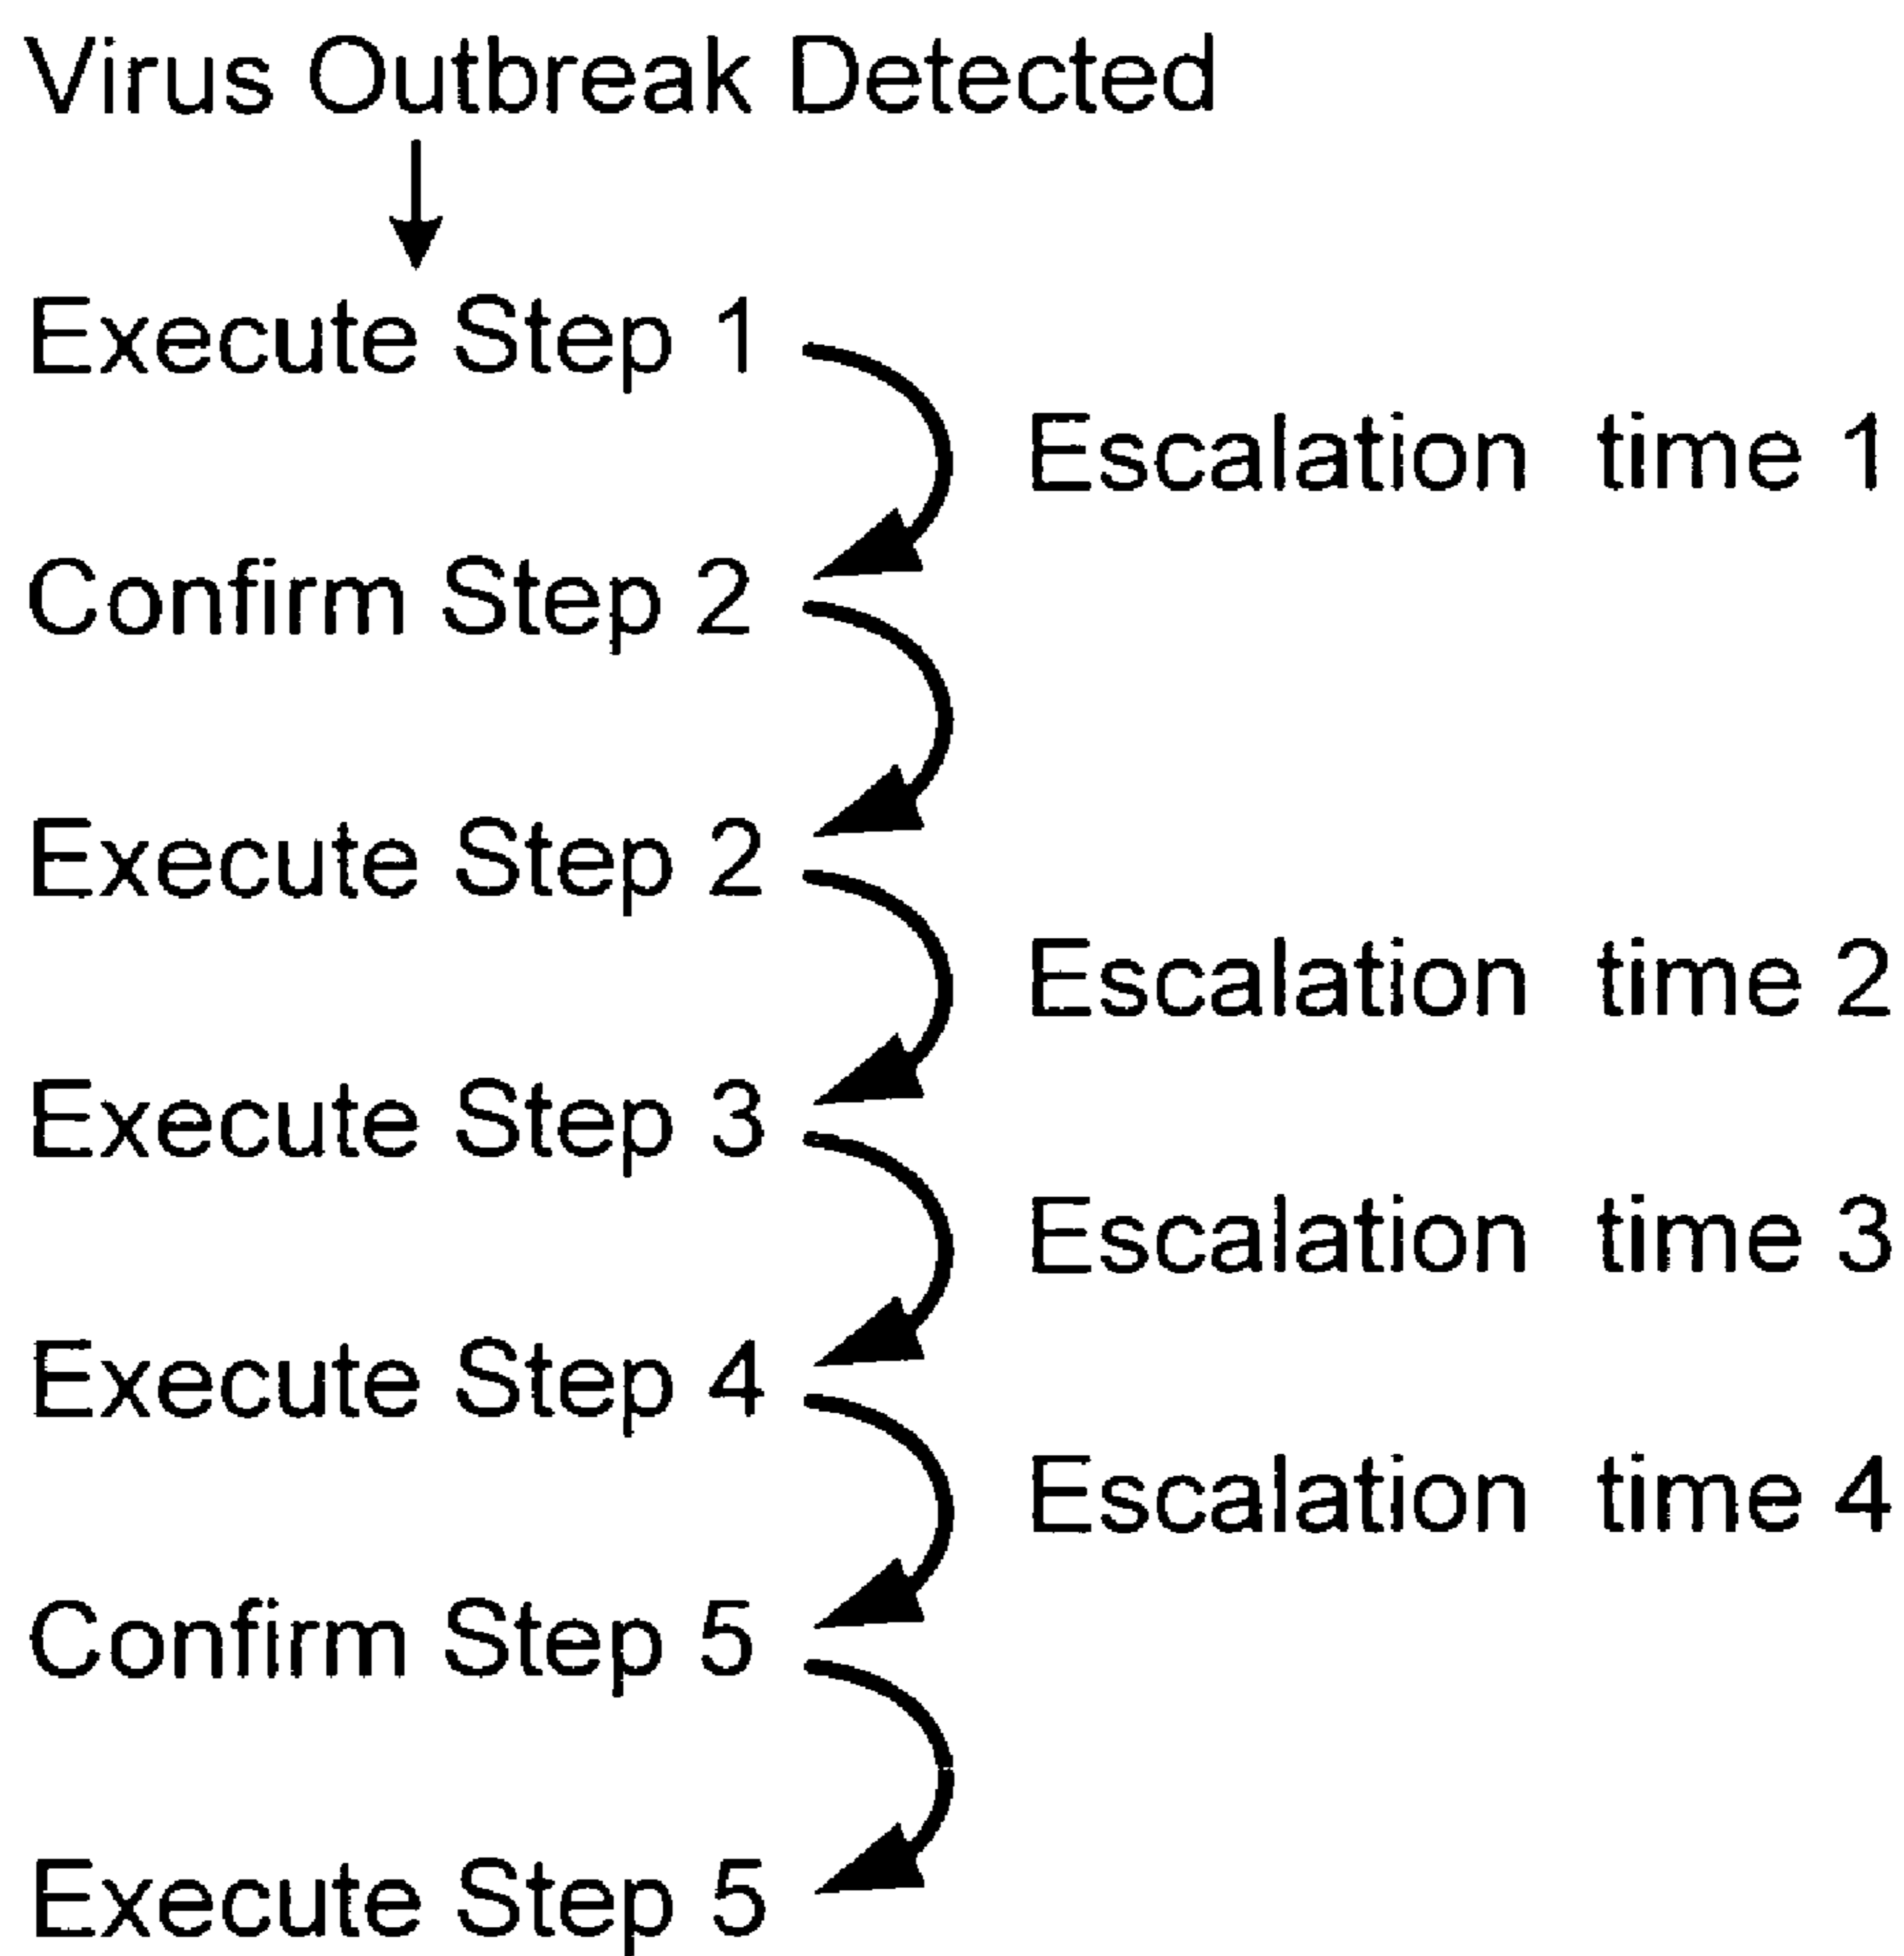 Virus Outbreak Detected
Execute Step 1
Escalation time 1
Confirm Step 2
Execute Step 2
Escalation time 2
Execute Step 3
Escalation time 3
Execute Step 4
Escalation time 4
Confirm Step 5
Execute Step 5